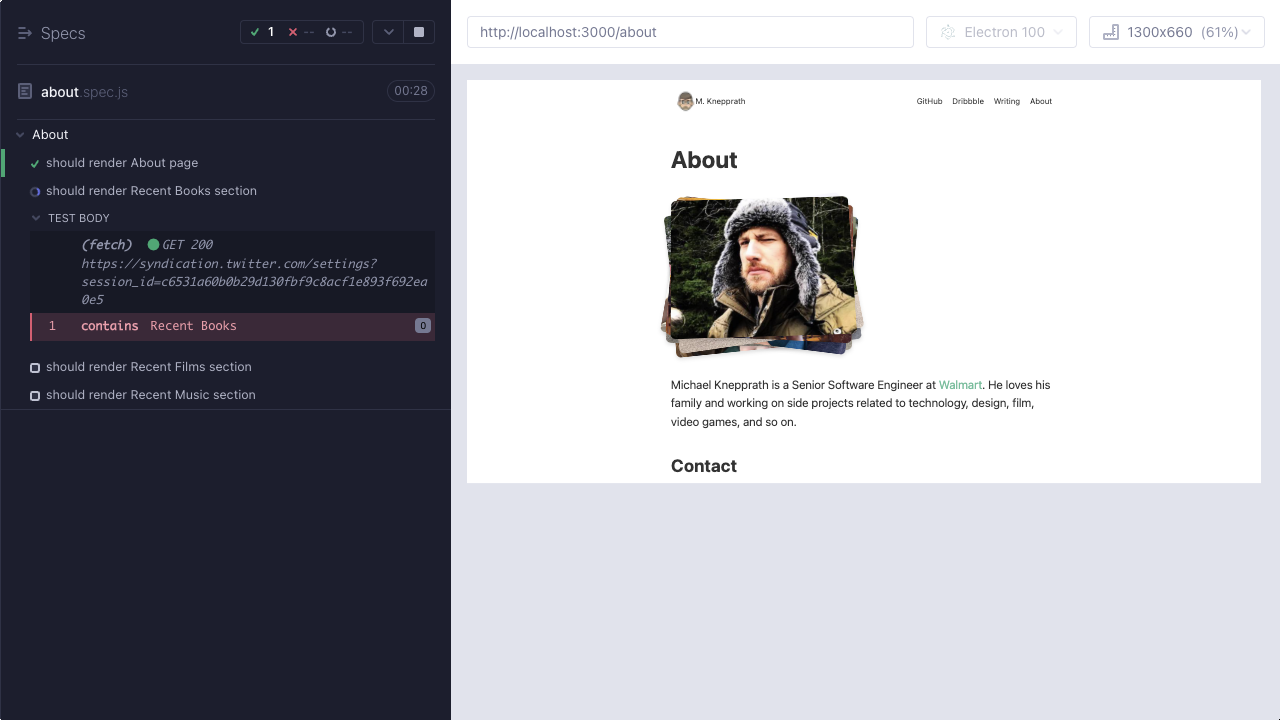 Specs
1
--
--
about.spec.js
00:28
About
should render About page
should render Recent Books section
TEST BODY
(fetch) GET 200
https://syndication.twitter.com/settings?
session_id=c6531a60b0b29d130fbf9c8acf1e893f692ea
0e5
1 contains Recent Books 0
should render Recent Films section
should render Recent Music section
http://localhost:3000/about
Electron 100
1300x660 (61%)
M. Knepprath
GitHub Dribbble Writing About
About
Michael Knepprath is a Senior Software Engineer at Walmart. He loves his
family and working on side projects related to technology, design, film,
video games, and so on.
Contact